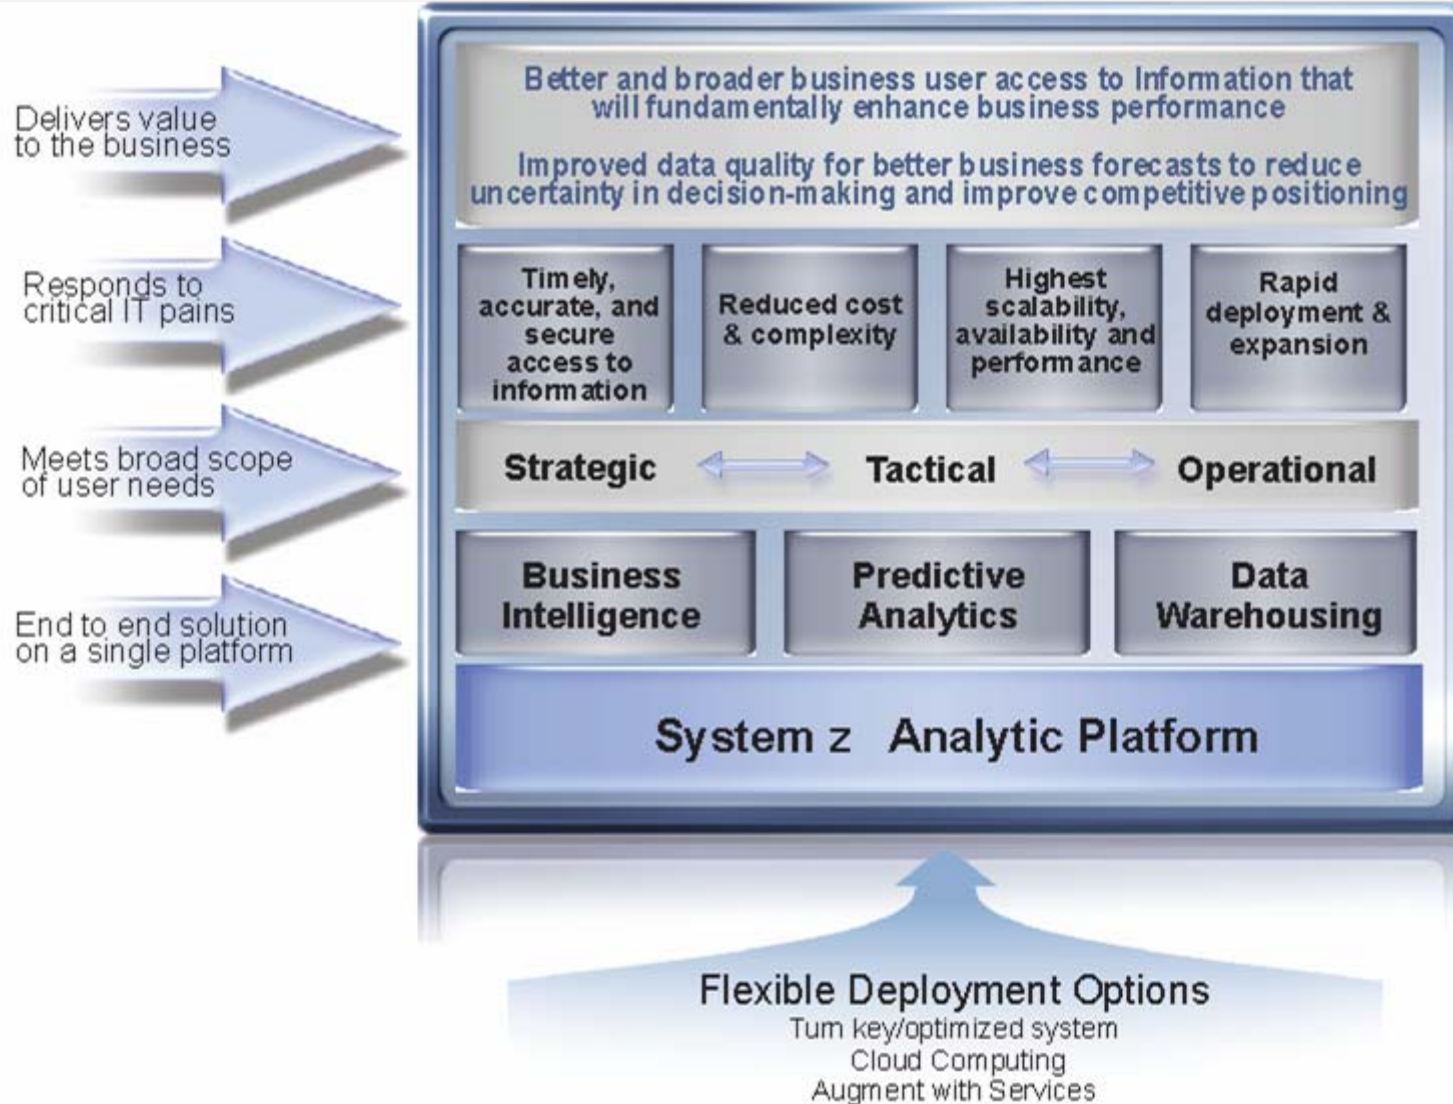 Delivers value
to the business
Better and broader business user access to Information that
will fundamentally enhance business performance
Improved data quality for better business forecasts to reduce
uncertainty in decision-making and improve competitive positioning
Responds to
critical IT pains
Timely,
accurate, and
secure
access to
information
Reduced cost
& complexity
Highest
scalability,
availability and
performance
Rapid
deployment &
expansion
Meets broad scope
of user needs
Strategic
Tactical
Operational
End to end solution
on a single platform
Business
Intelligence
Predictive
Analytics
Data
Warehousing
System z Analytic Platform
Flexible Deployment Options
Turn key/optimized system
Cloud Computing
Augment with Services